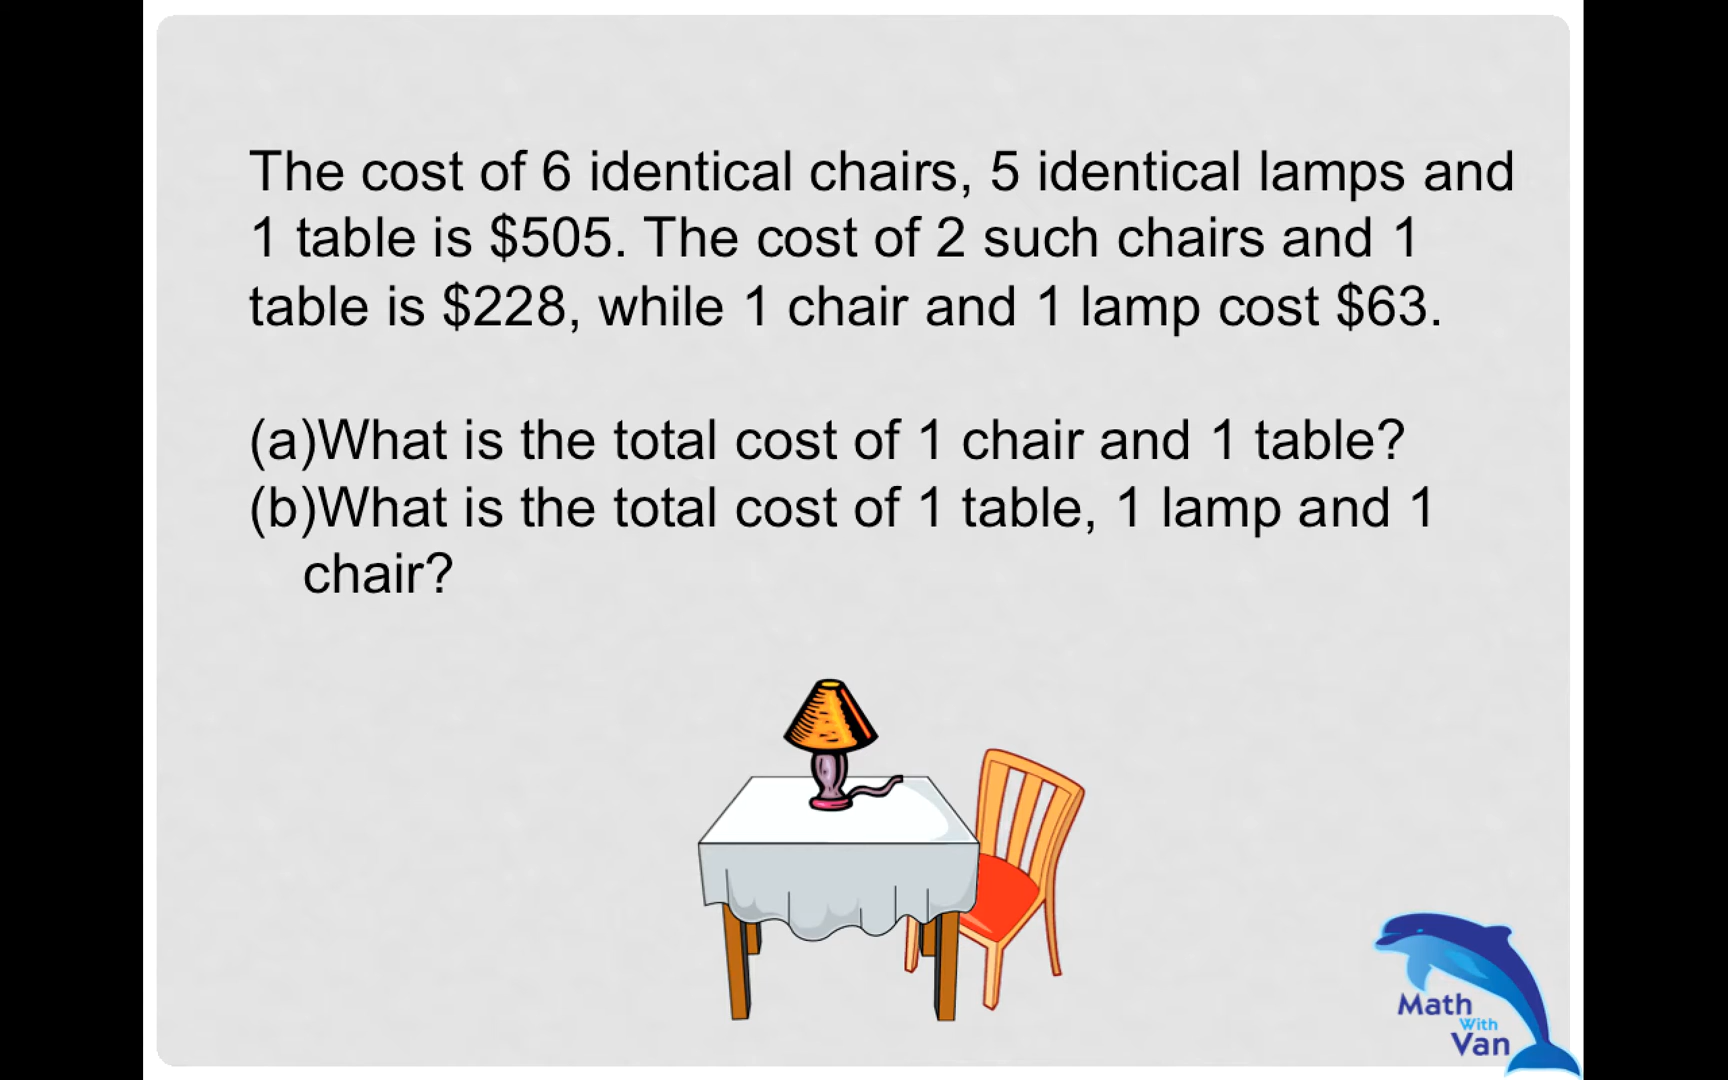 The cost of 6 identical chairs, 5 identical lamps and
1 table is $505. The cost of 2 such chairs and 1
table is $228, while 1 chair and 1 lamp cost $63.
(a)What is the total cost of 1 chair and 1 table?
(b)What is the total cost of 1 table, 1 lamp and 1
chair?
Math
With
Van